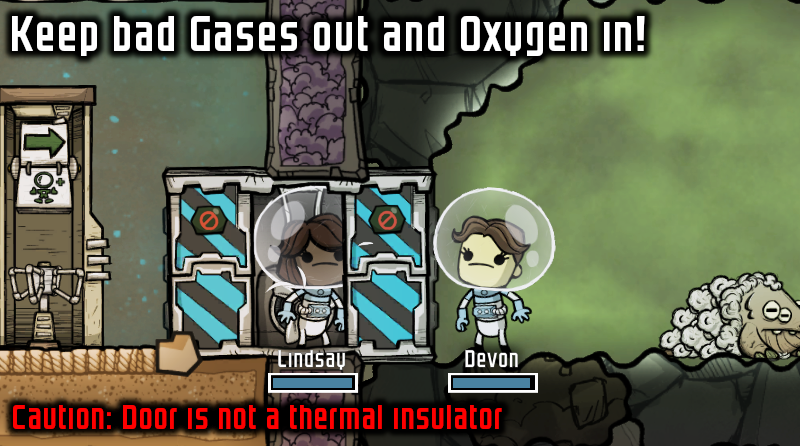 Keep bad Gases out and Oxygen in!
Lindsay
Devon
Caution: Door is not a thermal insulator